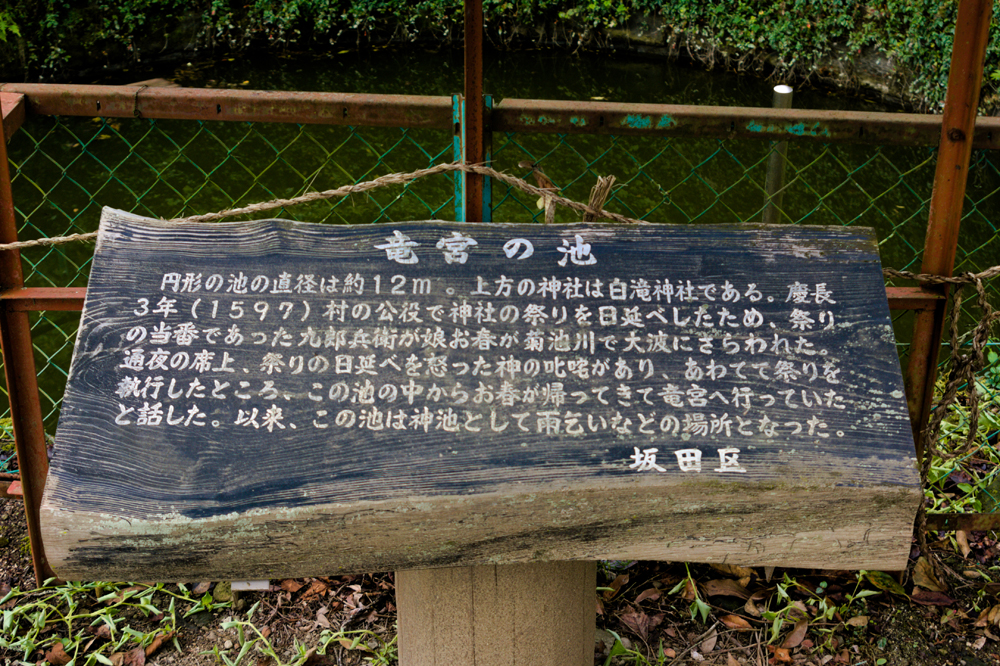 竜宮の池
円形の池の直径は約12m。上方の神社は白滝神社である。慶長
3年(1597)村の公役で神社の祭りを日延べしたため、祭り
の当番であった九郎兵衛が娘お春が菊池川で大波にさらわれた。
通夜の席上、祭りの日延べを怒った神の叱咤があり、あわてて祭りを
執行したところ、この池の中からお春が帰ってきて竜宮へ行っていた
と話した。以来、この池は神池として雨乞いなどの場所となった。
坂田区